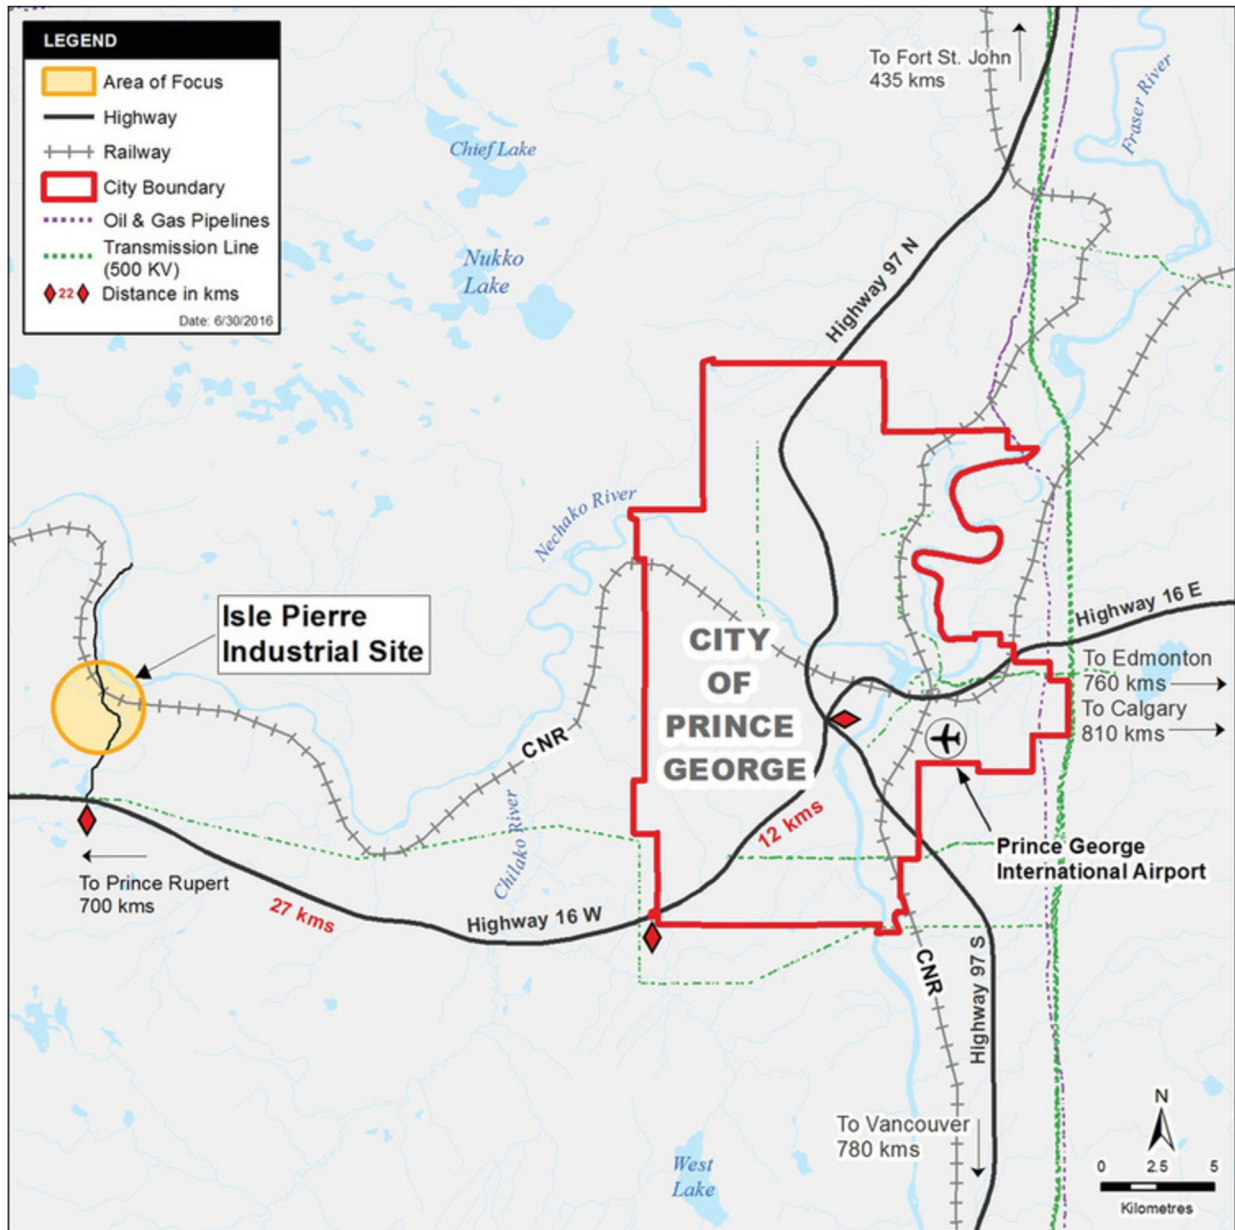 LEGEND
Area of Focus
Highway
Railway
City Boundary
Oil & Gas Pipelines
Transmission Line
(500 KV)
22
Distance in kms
Date: 6/30/2016
To Fort St. John
435 kms
Fraser River
Chief Lake
Nukko
Lake
Highway 97 N
Nechako River
Isle Pierre
Industrial Site
CITY
OF
PRINCE
GEORGE
Highway 16 E
To Edmonton
760 kms
To Calgary
810 kms
CNR
12 kms
Prince George
International Airport
Chilako River
To Prince Rupert
700 kms
27 kms
Highway 16 W
CNR
Highway 97 S
To Vancouver
780 kms
West
Lake
N
0 2.5 5
Kilometres